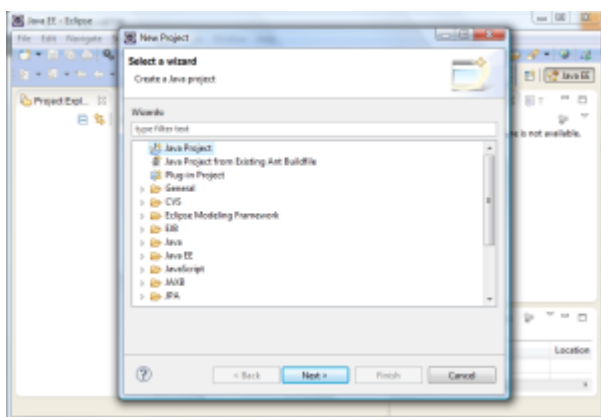 Java EE - Eclipse
File Edit Navigate
Java EE
Project Expl...
is not available.
Location
New Project
Select a wizard
Create a Java project
Wizards:
type filter text
Java Project
Java Project from Existing Ant Buildfile
Plug-in Project
General
CVS
Eclipse Modeling Framework
EJB
Java
Java EE
JavaScript
JAXB
JPA
?
< Back
Next >
Finish
Cancel